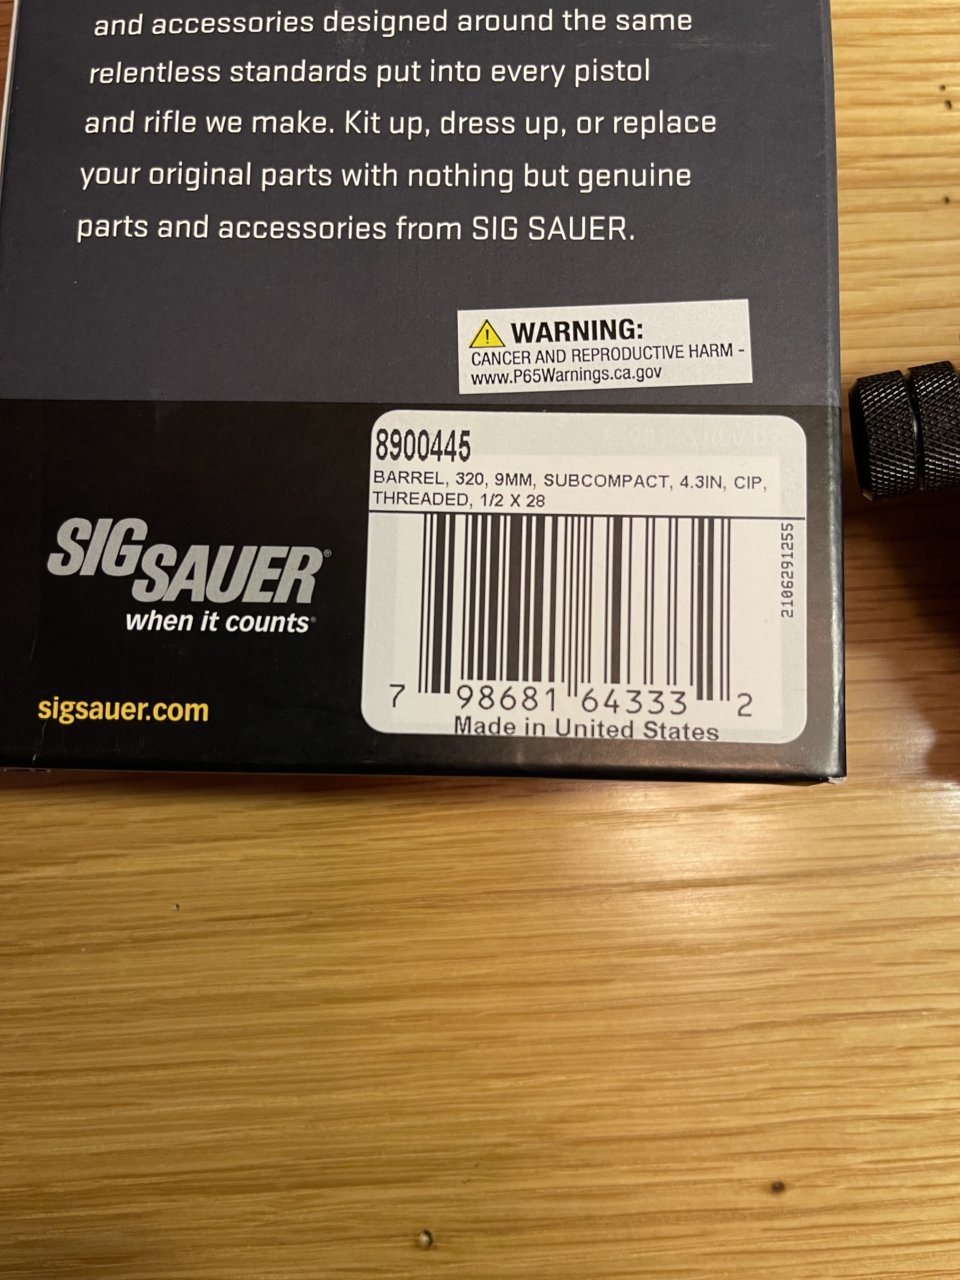 and accessories designed around the same
relentless standards put into every pistol
and rifle we make. Kit up, dress up, or replace
your original parts with nothing but genuine
parts and accessories from SIG SAUER.
WARNING:
CANCER AND REPRODUCTIVE HARM -
www.P65Warnings.ca.gov
8900445
BARREL, 320, 9MM, SUBCOMPACT, 4.3IN, CIP,
THREADED, 1/2 X 28
2106291255
7 98681 64333 2
Made in United States
SIG SAUER®
when it counts®
sigsauer.com